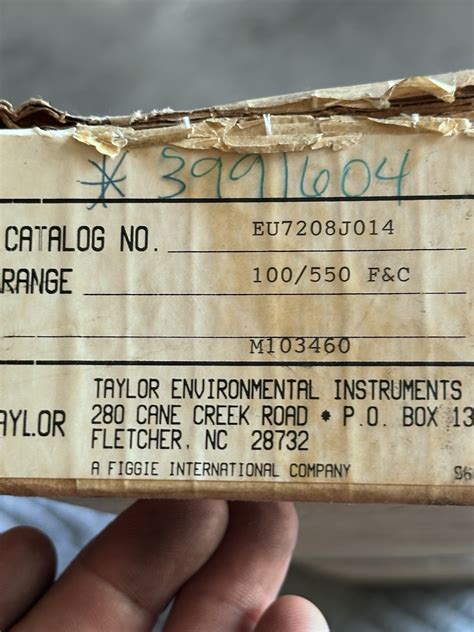 * 3991604
CATALOG NO. EU7208J014
RANGE 100/550 F&C
M103460
TAYLOR ENVIRONMENTAL INSTRUMENTS
AYLOR 280 CANE CREEK ROAD • P.O. BOX 13
FLETCHER, NC 28732
A FIGGIE INTERNATIONAL COMPANY